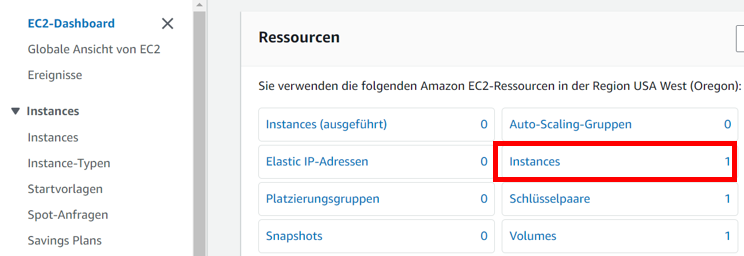 EC2-Dashboard
Globale Ansicht von EC2
Ereignisse
Instances
Instances
Instance-Typen
Startvorlagen
Spot-Anfragen
Savings Plans
Ressourcen
Sie verwenden die folgenden Amazon EC2-Ressourcen in der Region USA West (Oregon):
Instances (ausgeführt) 0 Auto-Scaling-Gruppen 0
Elastic IP-Adressen 0 Instances 1
Platzierungsgruppen 0 Schlüsselpaare 1
Snapshots 0 Volumes 1